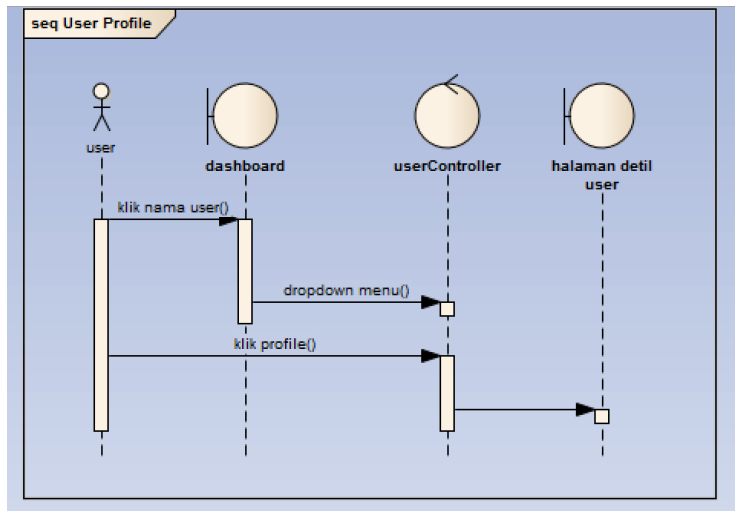 seq User Profile
user
dashboard
userController
halaman detil
user
klik nama user()
dropdown menu()
klik profile()